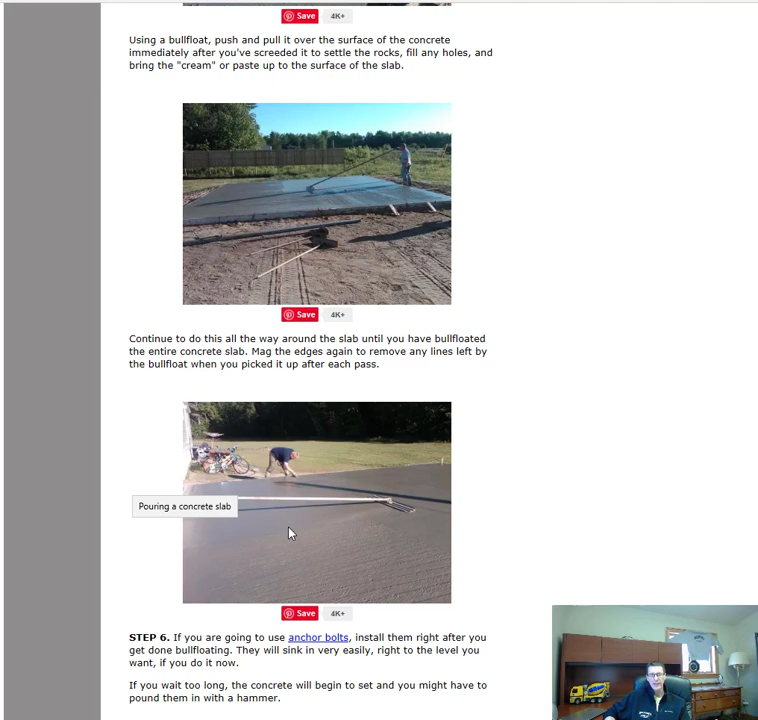 Save 4K+
Using a bullfloat, push and pull it over the surface of the concrete
immediately after you've screeded it to settle the rocks, fill any holes, and
bring the "cream" or paste up to the surface of the slab.
Save 4K+
Continue to do this all the way around the slab until you have bullfloated
the entire concrete slab. Mag the edges again to remove any lines left by
the bullfloat when you picked it up after each pass.
Pouring a concrete slab
Save 4K+
STEP 6. If you are going to use anchor bolts, install them right after you
get done bullfloating. They will sink in very easily, right to the level you
want, if you do it now.
If you wait too long, the concrete will begin to set and you might have to
pound them in with a hammer.